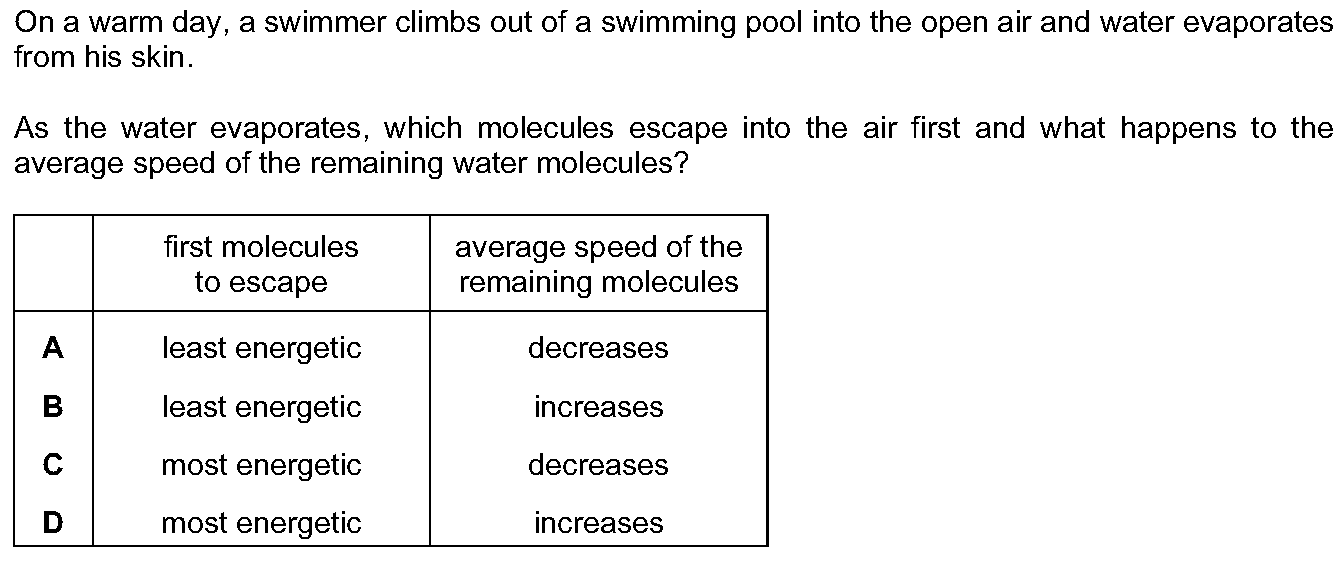 On a warm day, a swimmer climbs out of a swimming pool into the open air and water evaporates
from his skin.
As the water evaporates, which molecules escape into the air first and what happens to the
average speed of the remaining water molecules?
first molecules
to escape
average speed of the
remaining molecules
A least energetic decreases
B least energetic increases
C most energetic decreases
D most energetic increases